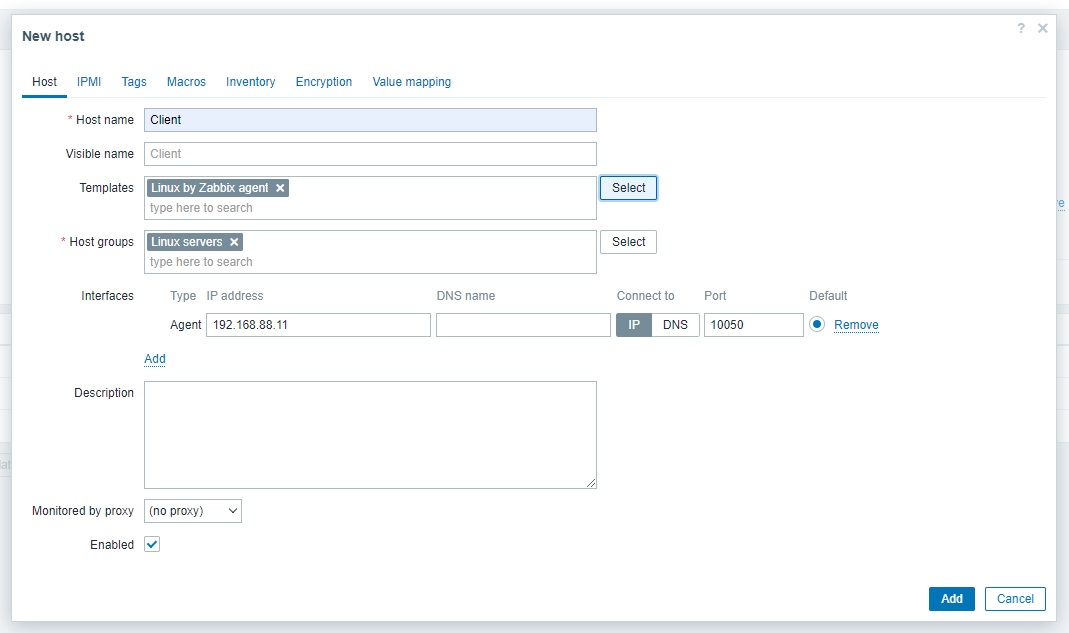 New host
? ×
Host IPMI Tags Macros Inventory Encryption Value mapping
* Host name Client
Visible name Client
Templates Linux by Zabbix agent × Select
type here to search
* Host groups Linux servers × Select
type here to search
Interfaces Type IP address DNS name Connect to Port Default
Agent 192.168.88.11 IP DNS 10050 Remove
Add
Description
Monitored by proxy (no proxy)
Enabled
Add Cancel